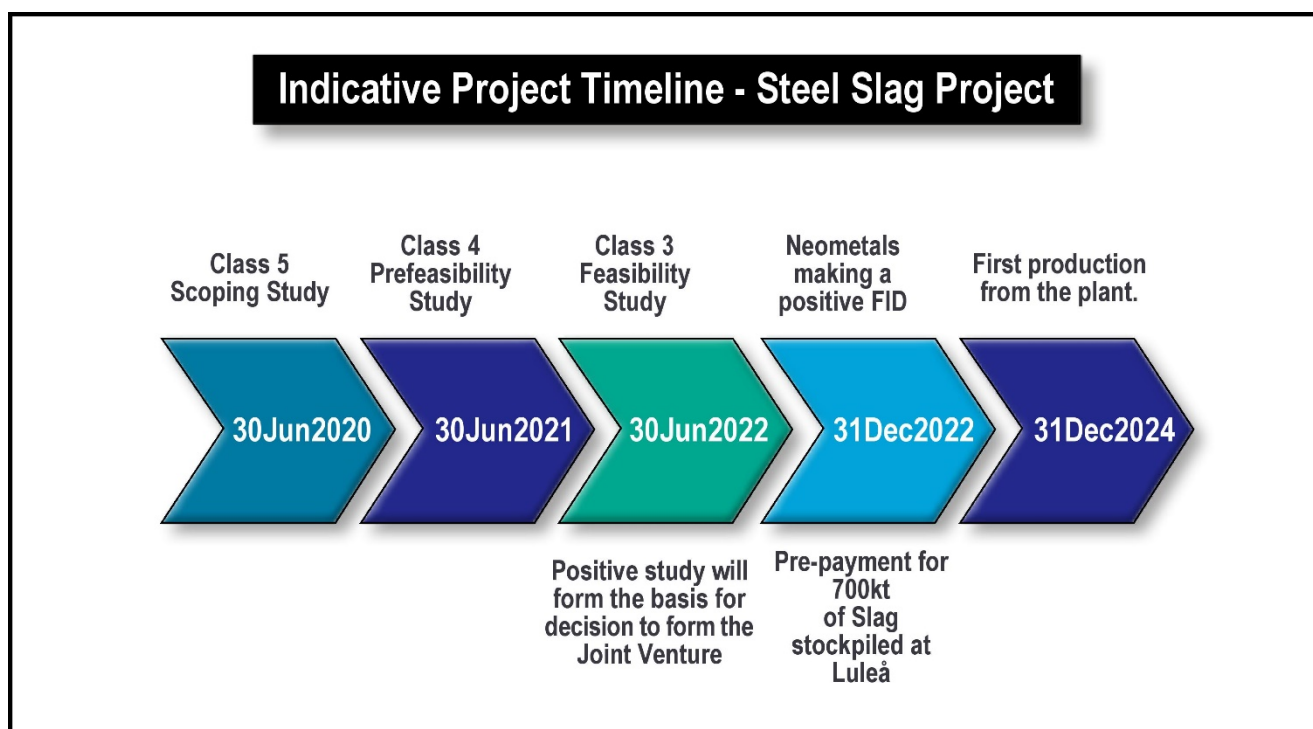 Indicative Project Timeline - Steel Slag Project
Class 5
Scoping Study
Class 4
Prefeasibility
Study
Class 3
Feasibility
Study
Neometals
making a
positive FID
First production
from the plant.
30Jun2020
30Jun2021
30Jun2022
31Dec2022
31Dec2024
Positive study will
form the basis for
decision to form the
Joint Venture
Pre-payment for
700kt
of Slag
stockpiled at
Luleå